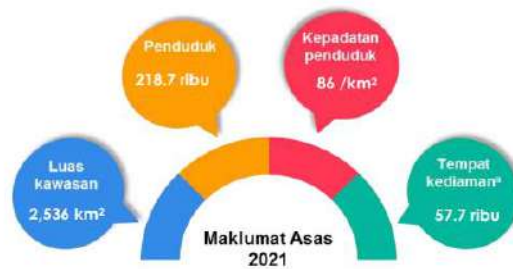 Penduduk
218.7 ribu
Kepadatan
penduduk
86 /km²
Luas
kawasan
2,536 km²
Tempat
kediamanᵃ
57.7 ribu
Maklumat Asas
2021